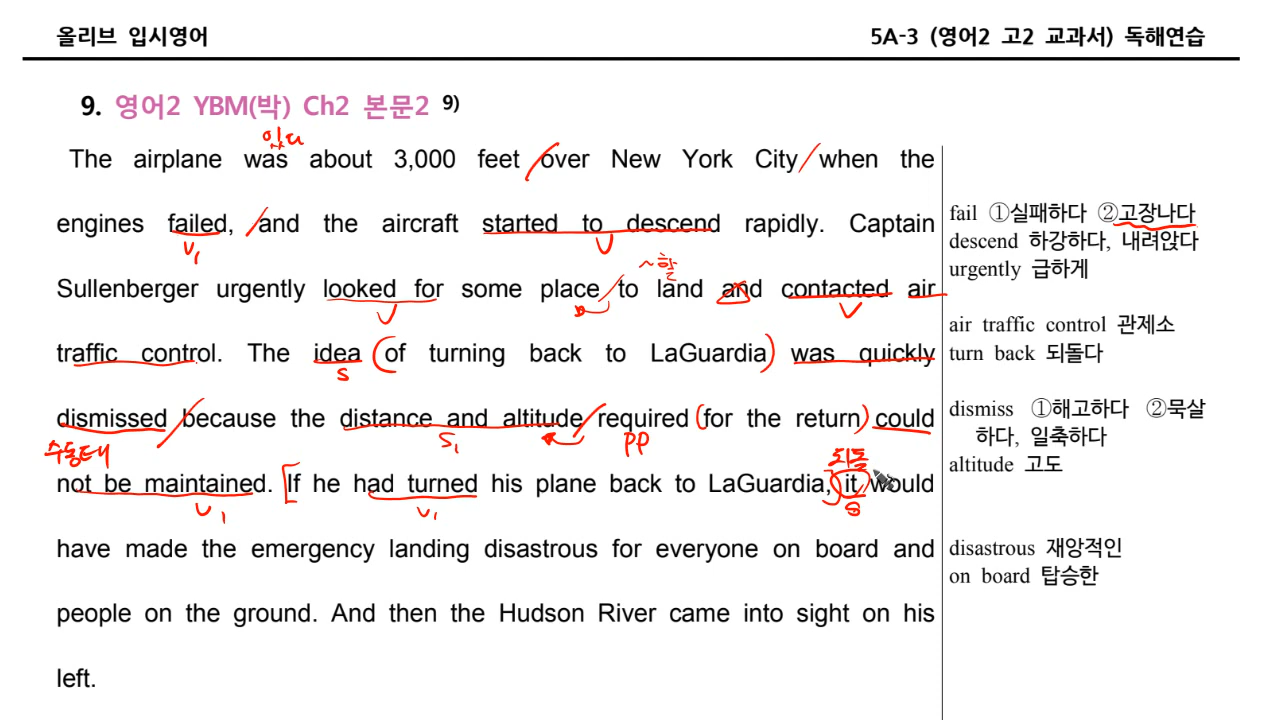 올리브 입시영어
5A-3 (영어2 고2 교과서) 독해연습
9. 영어2 YBM(박) Ch2 본문2 9)
있다
The airplane was about 3,000 feet over New York City when the
engines failed, and the aircraft started to descend rapidly. Captain
V1
V
~할
Sullenberger urgently looked for some place to land and contacted air
V
V
traffic control. The idea (of turning back to LaGuardia) was quickly
S
dismissed because the distance and altitude required (for the return) could
수동태
S1
PP
되돌
not be maintained. [If he had turned his plane back to LaGuardia, it would
V1
V1
S
have made the emergency landing disastrous for everyone on board and
people on the ground. And then the Hudson River came into sight on his
left.
fail ①실패하다 ②고장나다
descend 하강하다, 내려앉다
urgently 급하게
air traffic control 관제소
turn back 되돌다
dismiss ①해고하다 ②묵살
하다, 일축하다
altitude 고도
disastrous 재앙적인
on board 탑승한